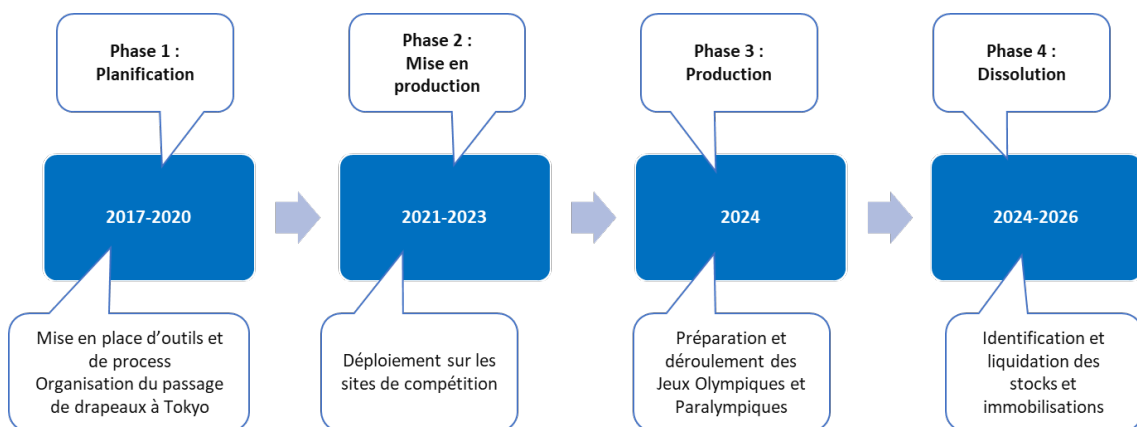 Phase 1 :
Planification
Phase 2 :
Mise en
production
Phase 3 :
Production
Phase 4 :
Dissolution
2017-2020
2021-2023
2024
2024-2026
Mise en place d’outils et
de process
Organisation du passage
de drapeaux à Tokyo
Déploiement sur les
sites de compétition
Préparation et
déroulement des
Jeux Olympiques et
Paralympiques
Identification et
liquidation des
stocks et
immobilisations